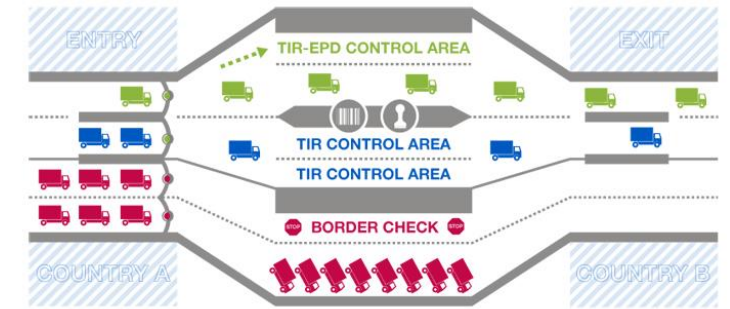 ENTRY
EXIT
TIR-EPD CONTROL AREA
TIR CONTROL AREA
TIR CONTROL AREA
STOP BORDER CHECK STOP
COUNTRY A
COUNTRY B